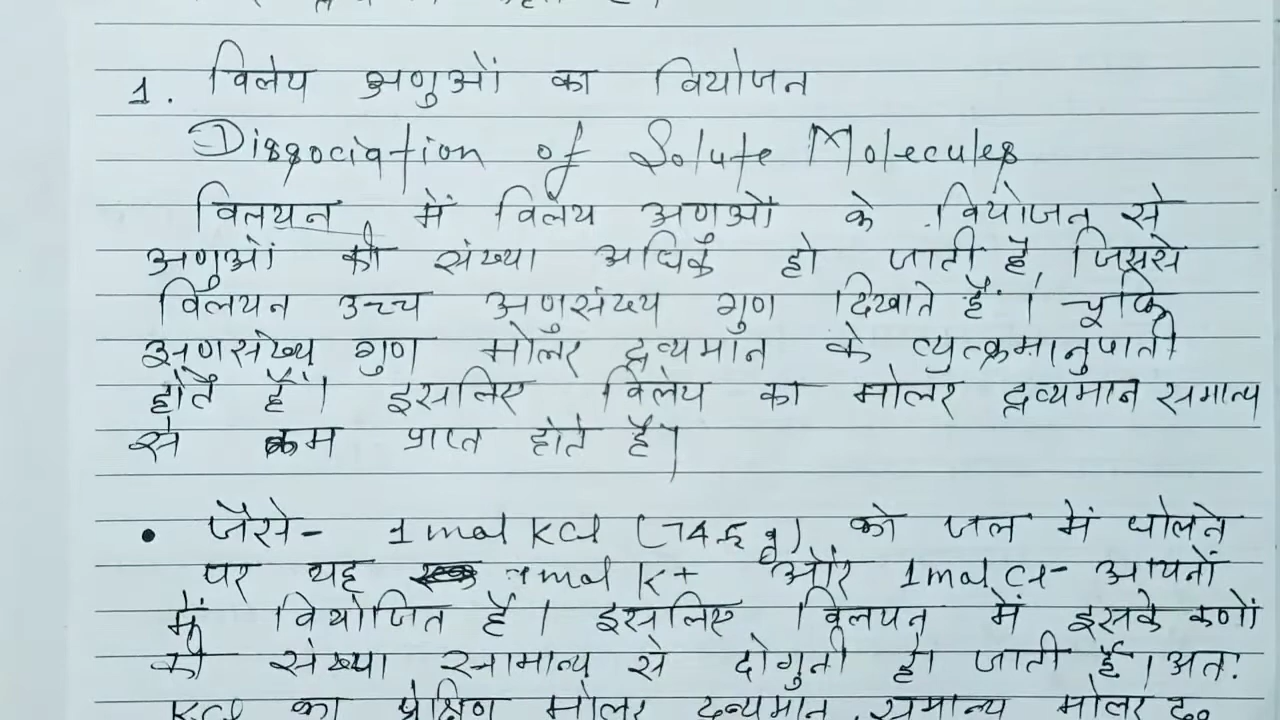 1. विलेय अणुओं का वियोजन
Dissociation of Solute Molecules
विलयन में विलेय अणुओं के वियोजन से
अणुओं की संख्या अधिक हो जाती है, जिससे
विलयन उच्च अणुसंख्य गुण दिखाते हैं। चूंकि
अणुसंख्य गुण मोलर द्रव्यमान के व्युत्क्रमानुपाती
होते हैं। इसलिए विलेय का मोलर द्रव्यमान समान्य
से कम प्राप्त होते है।
• जैसे- 1 mol KCl (74.5 g) को जल में घोलने
पर यह 1 mol K+ और 1 mol Cl- आयनों
में वियोजित है। इसलिए विलयन में इसके कणों
की संख्या सामान्य से दोगुनी हो जाती है। अतः
KCl का प्रेक्षिण मोलर द्रव्यमान समान्य मोलर द्र०